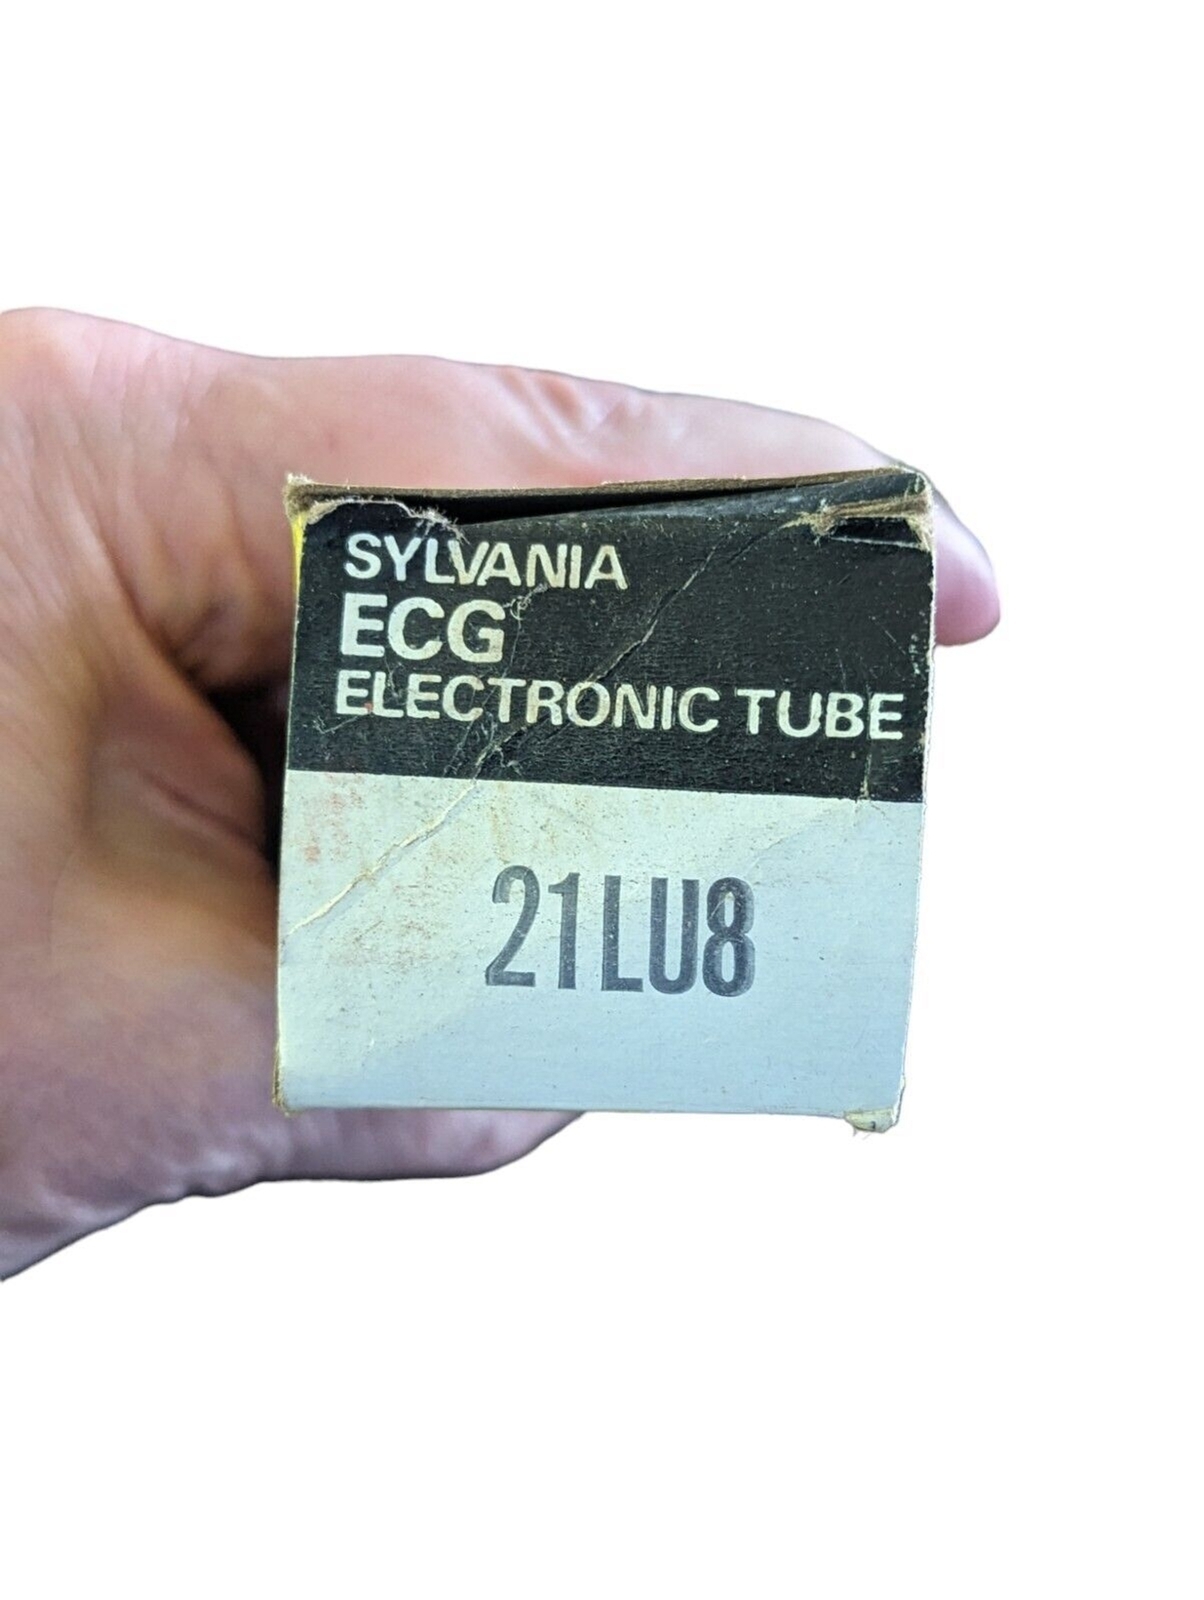 SYLVANIA
ECG
ELECTRONIC TUBE
21LU8